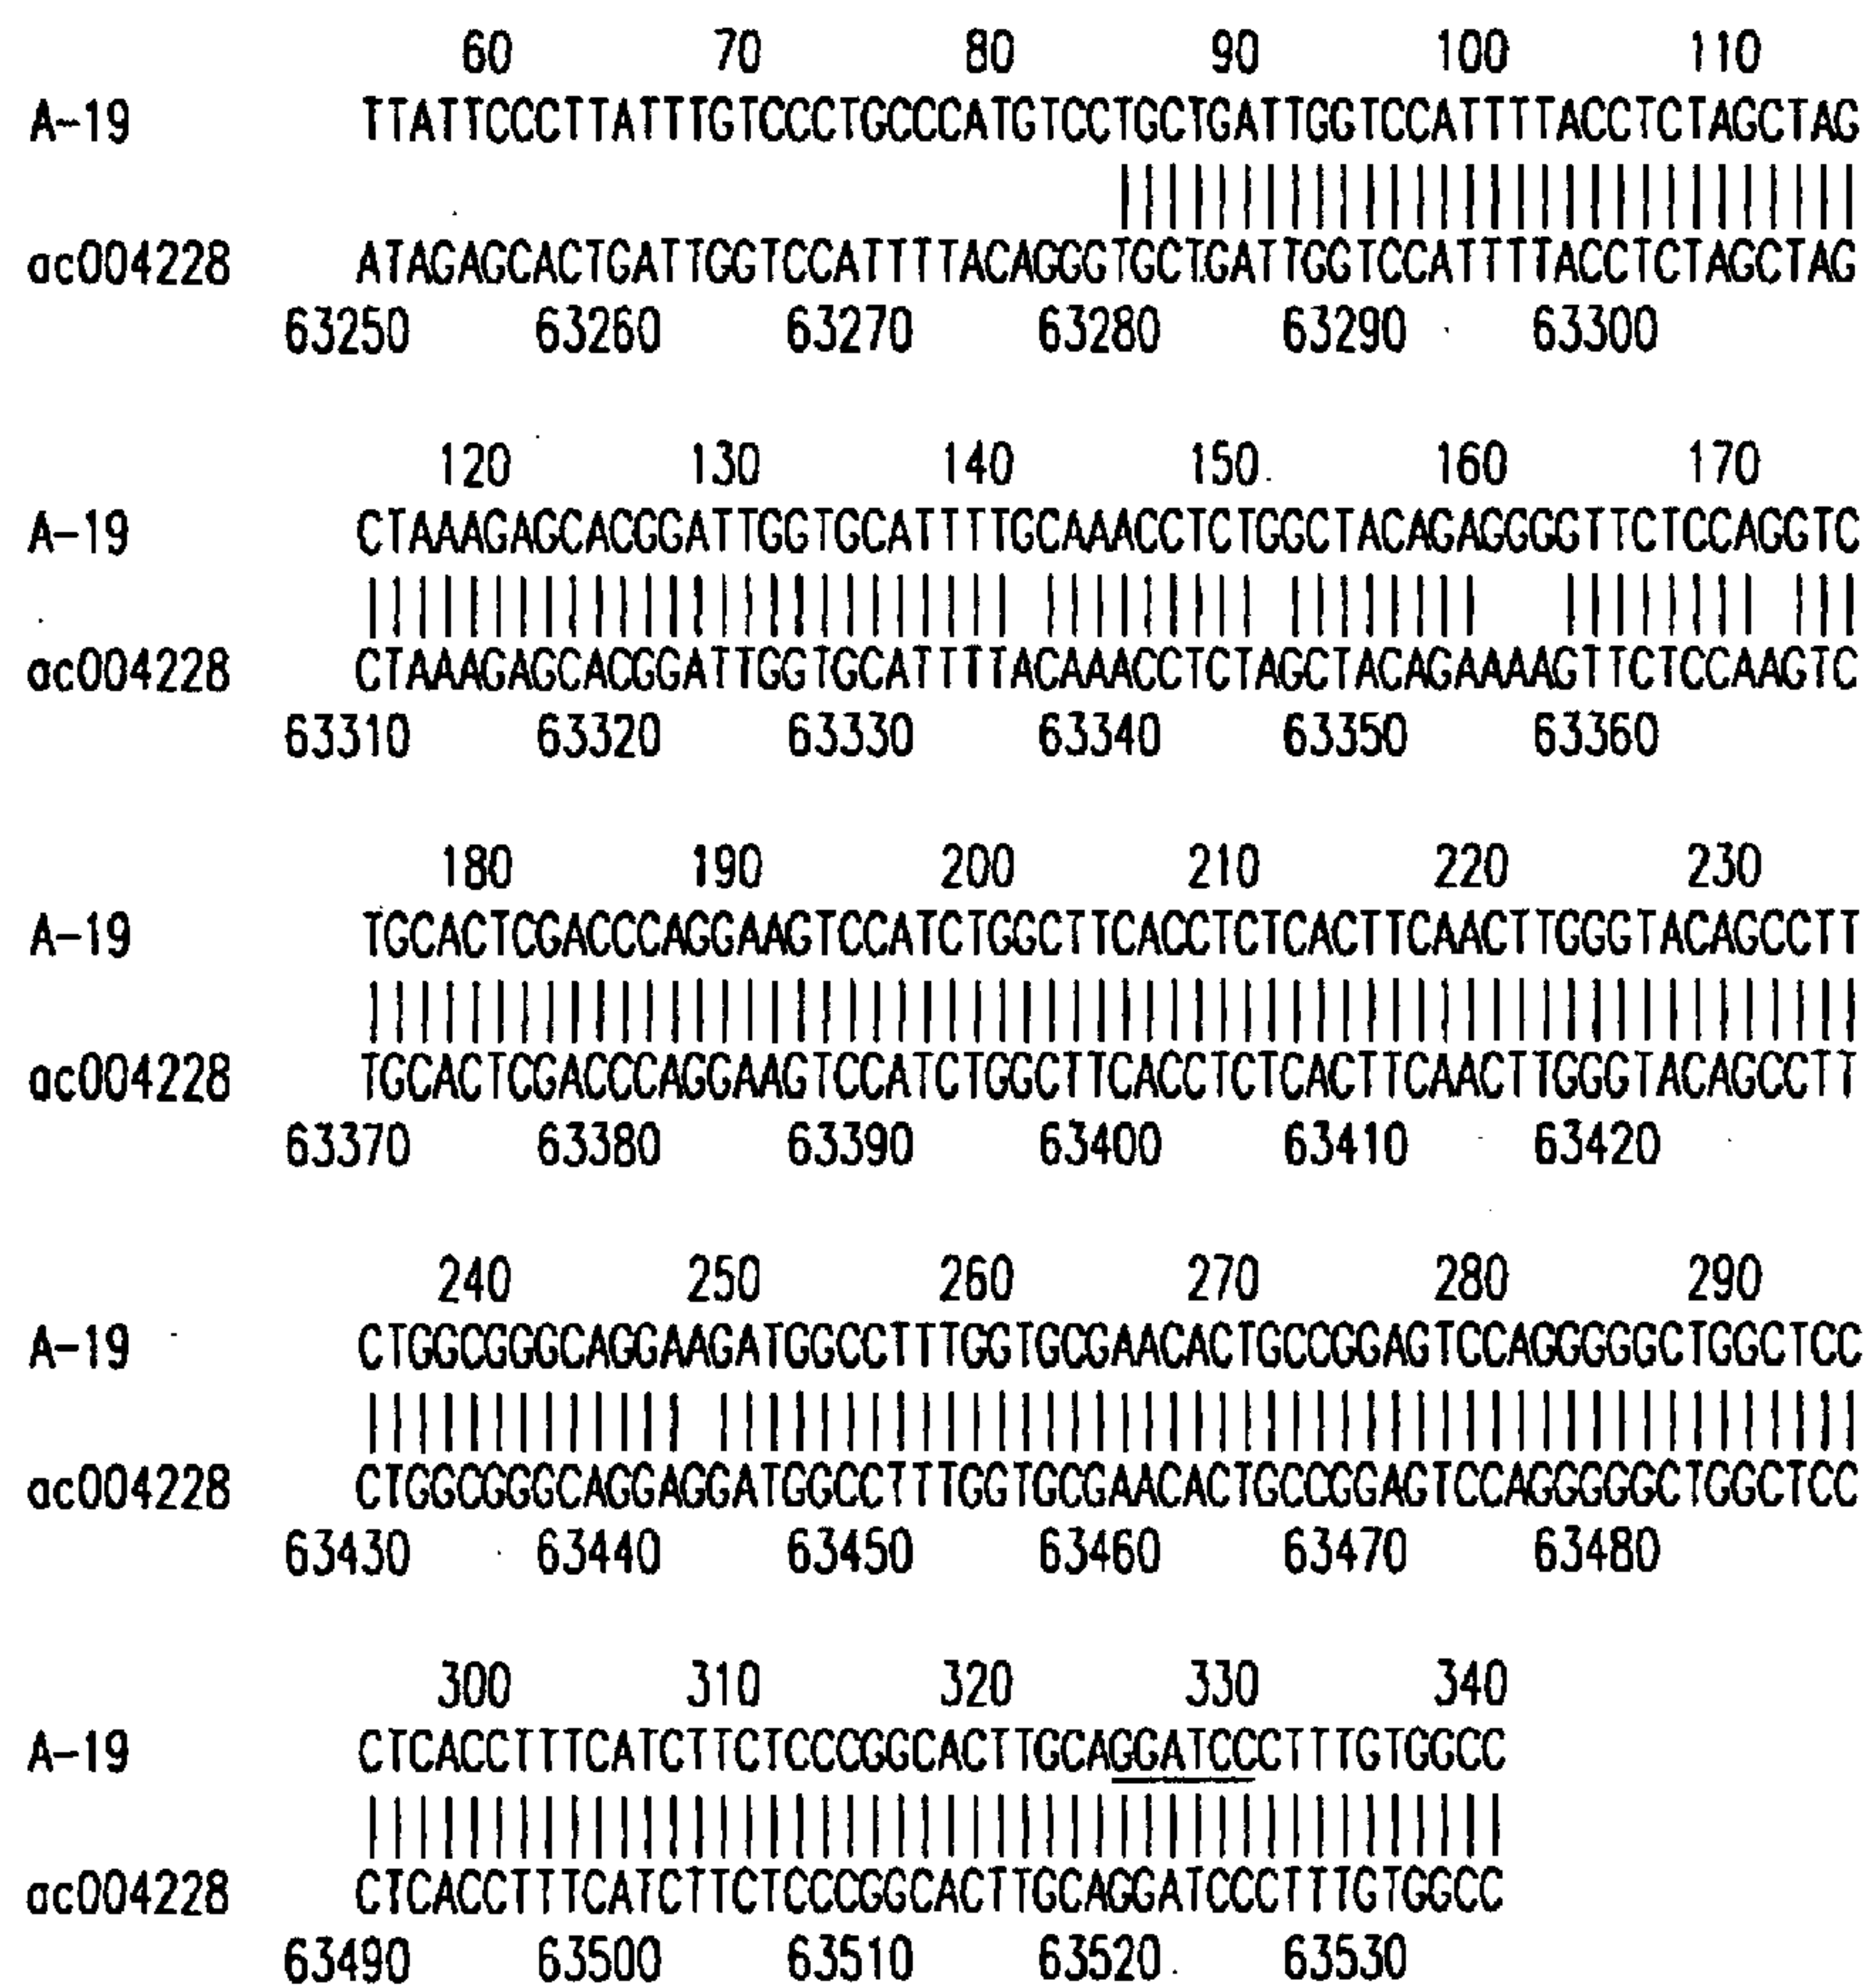 60 70 80 90 100 110
A-19 TTATTCCCTTATTTGTCCCTGCCCATGTCCTGCTGATTGGTCCATTTTACCTCTAGCTAG
ac004228 ATAGAGCACTGATTGGTCCATTTTACAGGGTGCTGATTGGTCCATTTTACCTCTAGCTAG
63250 63260 63270 63280 63290 63300
120 130 140 150 160 170
A-19 CTAAAGAGCACGGATTGGTGCATTTTGCAAACCTCTGGCTACAGAGGGGTTCTCCAGGTC
ac004228 CTAAAGAGCACGGATTGGTGCATTTTACAAACCTCTAGCTACAGAAAAGTTCTCCAAGTC
63310 63320 63330 63340 63350 63360
180 190 200 210 220 230
A-19 TGCACTCGACCCAGGAAGTCCATCTGGCTTCACCTCTCACTTCAACTTGGGTACAGCCTT
ac004228 TGCACTCGACCCAGGAAGTCCATCTGGCTTCACCTCTCACTTCAACTTGGGTACAGCCTT
63370 63380 63390 63400 63410 63420
240 250 260 270 280 290
A-19 CTGGCGGGCAGGAAGATGGCCTTTGGTGCGAACACTGCCGGAGTCCAGGGGGCTGGCTCC
ac004228 CTGGCGGGCAGGAGGATGGCCTTTGGTGCGAACACTGCCGGAGTCCAGGGGGCTGGCTCC
63430 63440 63450 63460 63470 63480
300 310 320 330 340
A-19 CTCACCTTTCATCTTCTCCCGGCACTTGCAGGATCCCTTTGTGGCC
ac004228 CTCACCTTTCATCTTCTCCCGGCACTTGCAGGATCCCTTTGTGGCC
63490 63500 63510 63520 63530